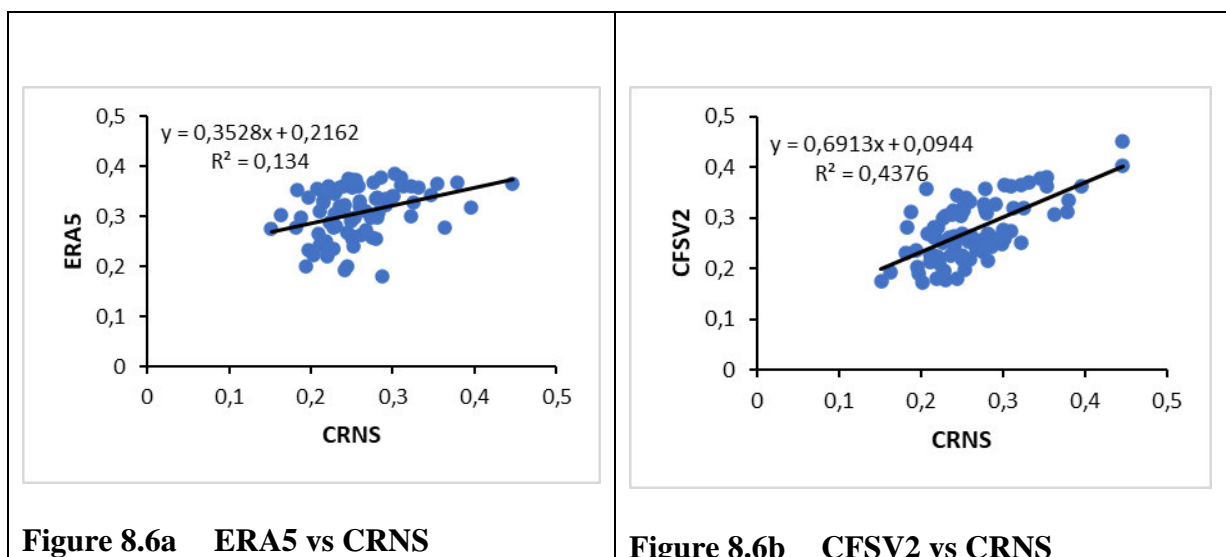 0,5
y = 0,3528x + 0,2162
R² = 0,134
0,4
0,3
0,2
0,1
0
ERA5
0 0,1 0,2 0,3 0,4 0,5
CRNS
Figure 8.6a ERA5 vs CRNS
0,5
y = 0,6913x + 0,0944
R² = 0,4376
0,4
0,3
0,2
0,1
0
CFSV2
0 0,1 0,2 0,3 0,4 0,5
CRNS
Figure 8.6b CFSV2 vs CRNS